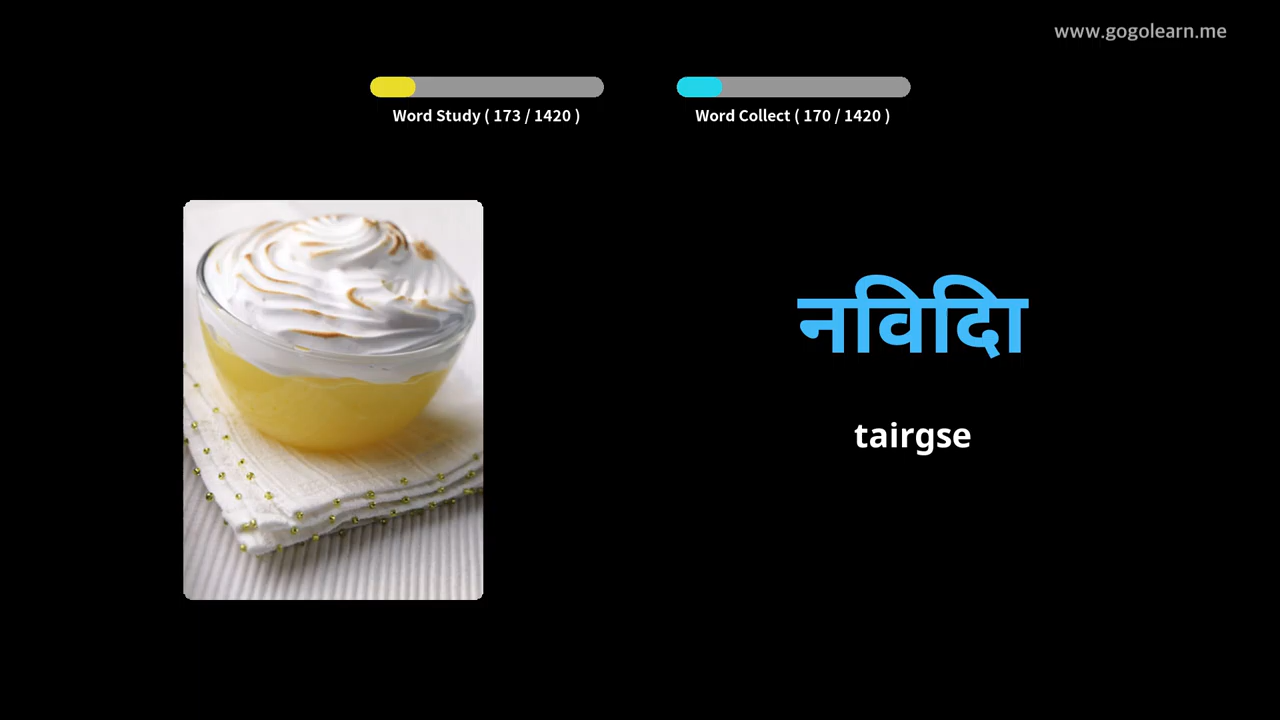 www.gogolearn.me
Word Study ( 173 / 1420 )
Word Collect ( 170 / 1420 )
नविदिा
tairgse